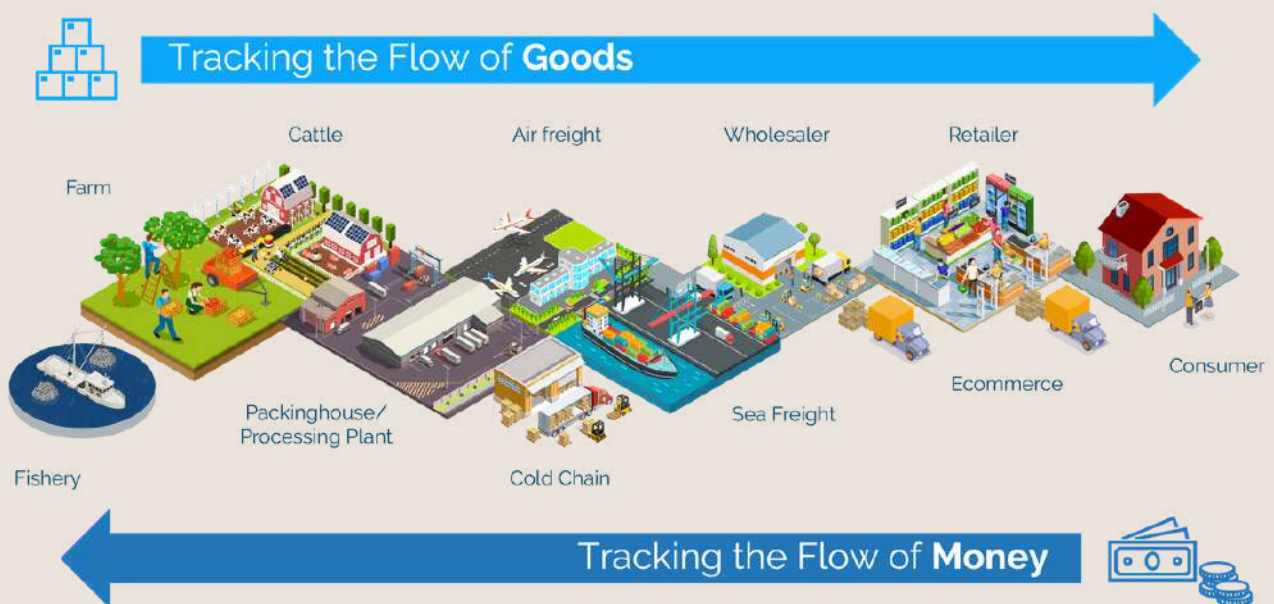 Tracking the Flow of Goods
Cattle
Air freight
Wholesaler
Retailer
Farm
Consumer
Ecommerce
Packinghouse/
Processing Plant
Sea Freight
Fishery
Cold Chain
Tracking the Flow of Money